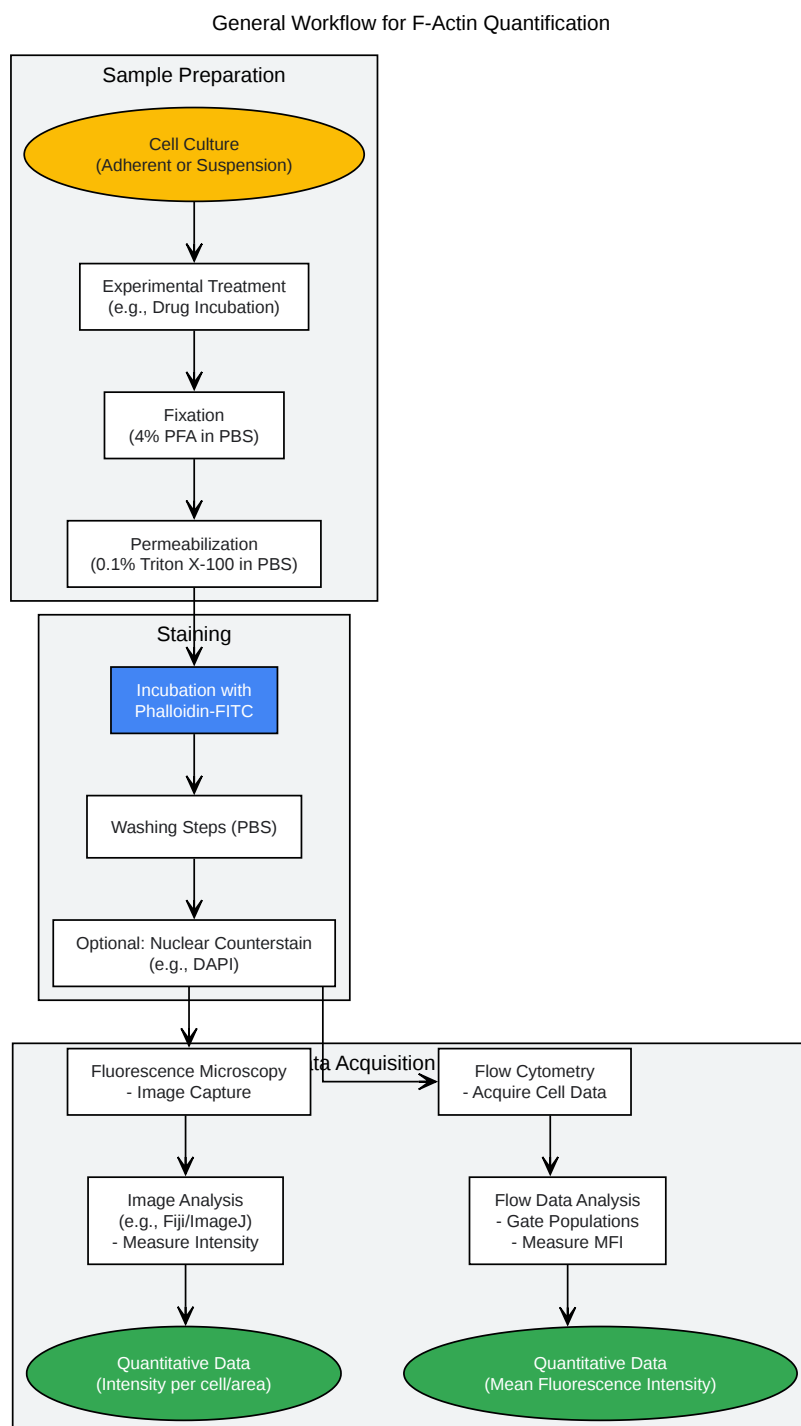 General Workflow for F-Actin Quantification
Sample Preparation
Cell Culture
(Adherent or Suspension)
Experimental Treatment
(e.g., Drug Incubation)
Fixation
(4% PFA in PBS)
Permeabilization
(0.1% Triton X-100 in PBS)
Staining
Incubation with
Phalloidin-FITC
Washing Steps (PBS)
Optional: Nuclear Counterstain
(e.g., DAPI)
Acquisition
Fluorescence Microscopy
- Image Capture
Flow Cytometry
- Acquire Cell Data
Image Analysis
(e.g., Fiji/ImageJ)
- Measure Intensity
Flow Data Analysis
- Gate Populations
- Measure MFI
Quantitative Data
(Intensity per cell/area)
Quantitative Data
(Mean Fluorescence Intensity)